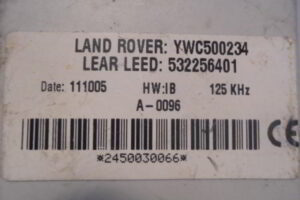 LAND ROVER: YWC500234
LEAR LEED: 532256401
Date: 111005 HW:IB 125 KHz
A-0096
CE
*2450030066*